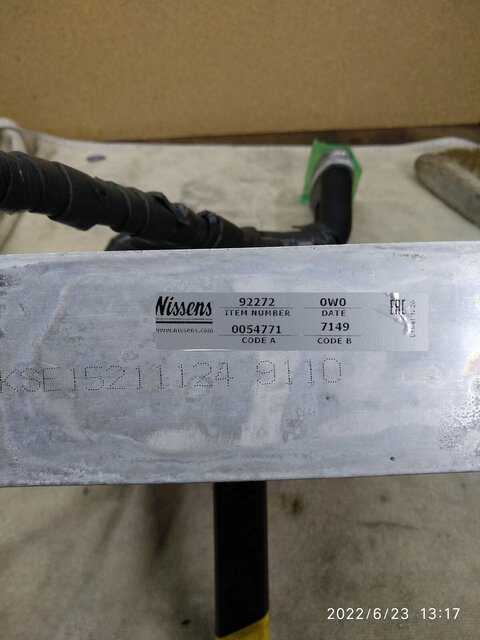 Nissens 92272 0W0
ITEM NUMBER DATE
www.nissens.com 0054771 7149
CODE A CODE B
EAC
KSE15211124 9110
2022/6/23 13:17